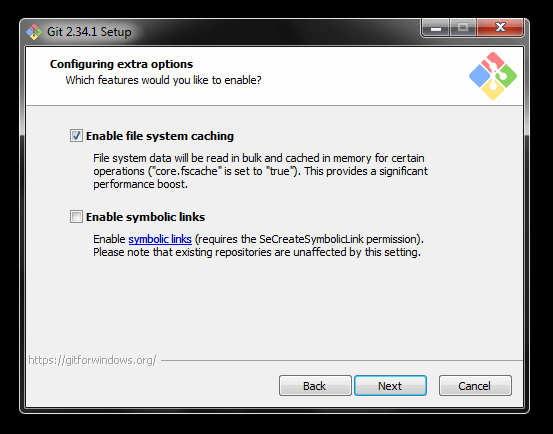 Git 2.34.1 Setup
Configuring extra options
Which features would you like to enable?
Enable file system caching
File system data will be read in bulk and cached in memory for certain
operations ("core.fscache" is set to "true"). This provides a significant
performance boost.
Enable symbolic links
Enable symbolic links (requires the SeCreateSymbolicLink permission).
Please note that existing repositories are unaffected by this setting.
https://gitforwindows.org/
Back
Next
Cancel